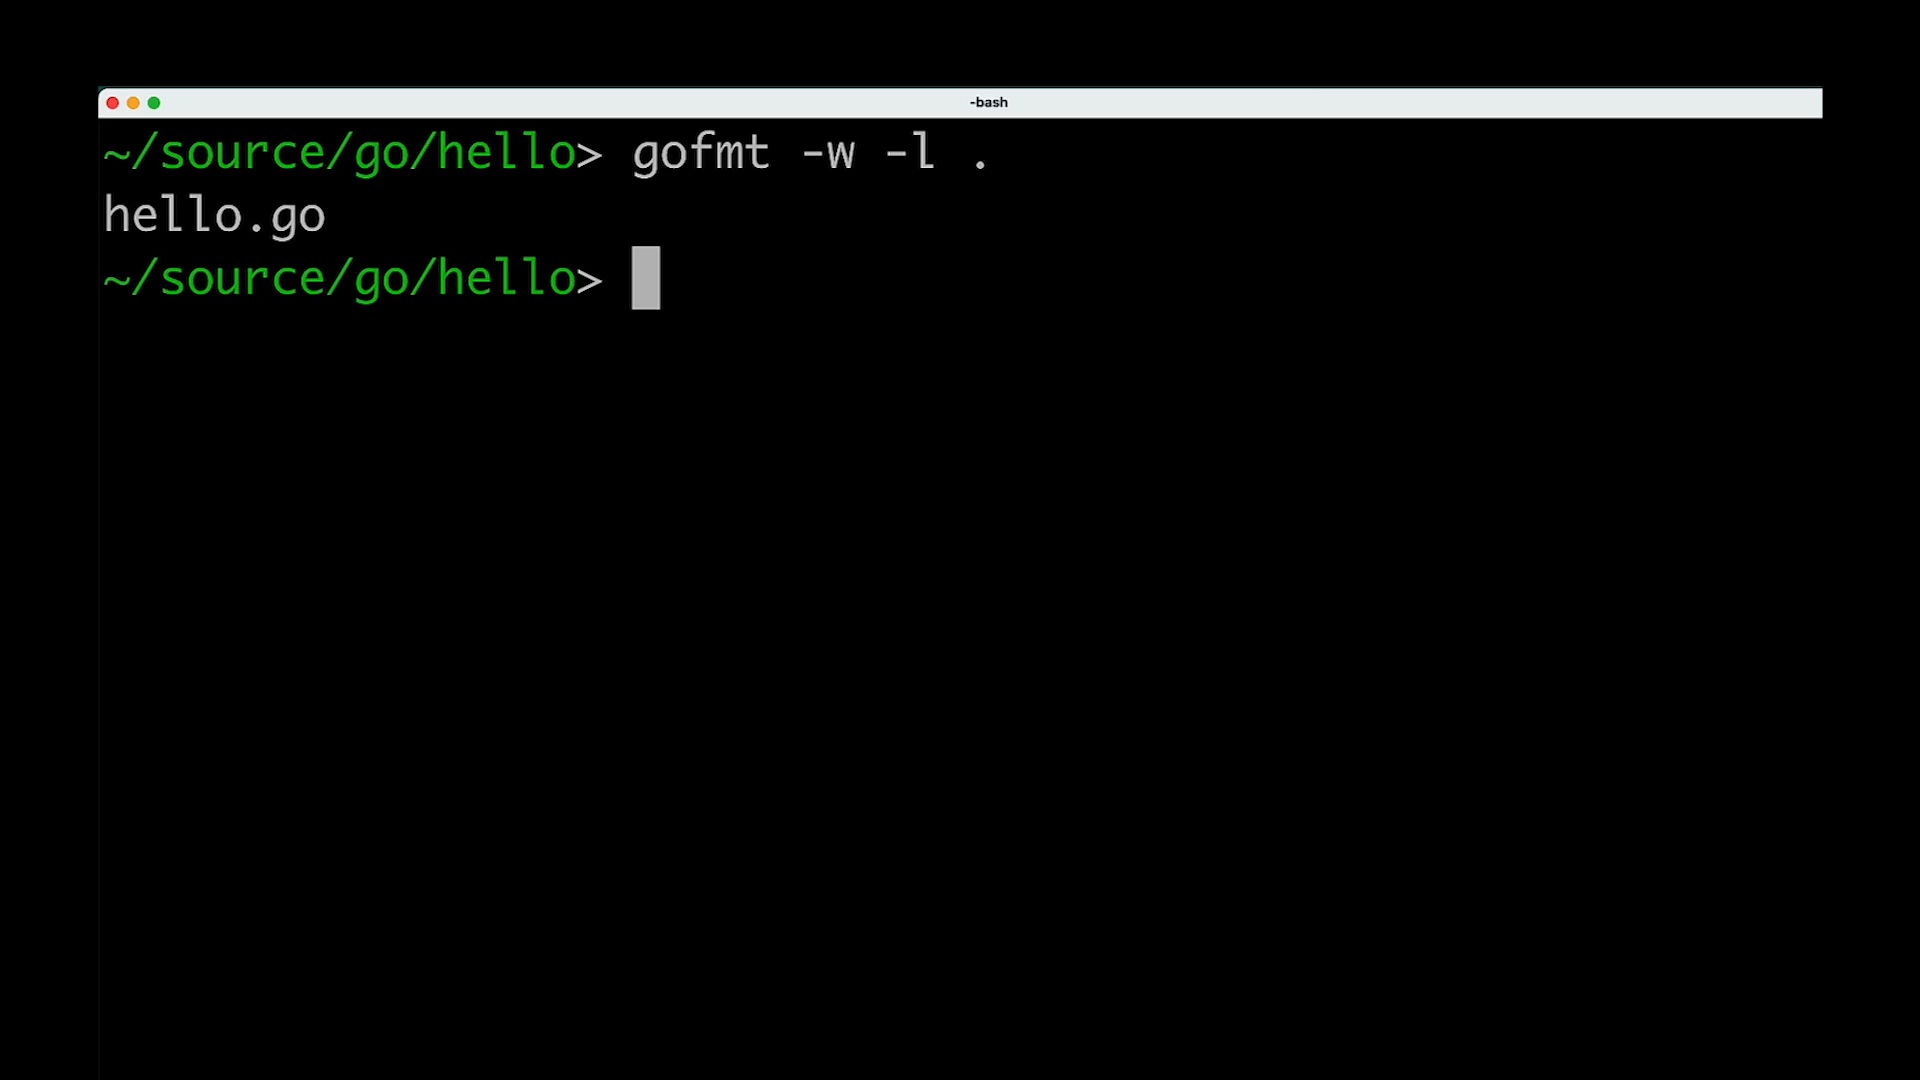 -bash
~/source/go/hello> gofmt -w -l .
hello.go
~/source/go/hello>